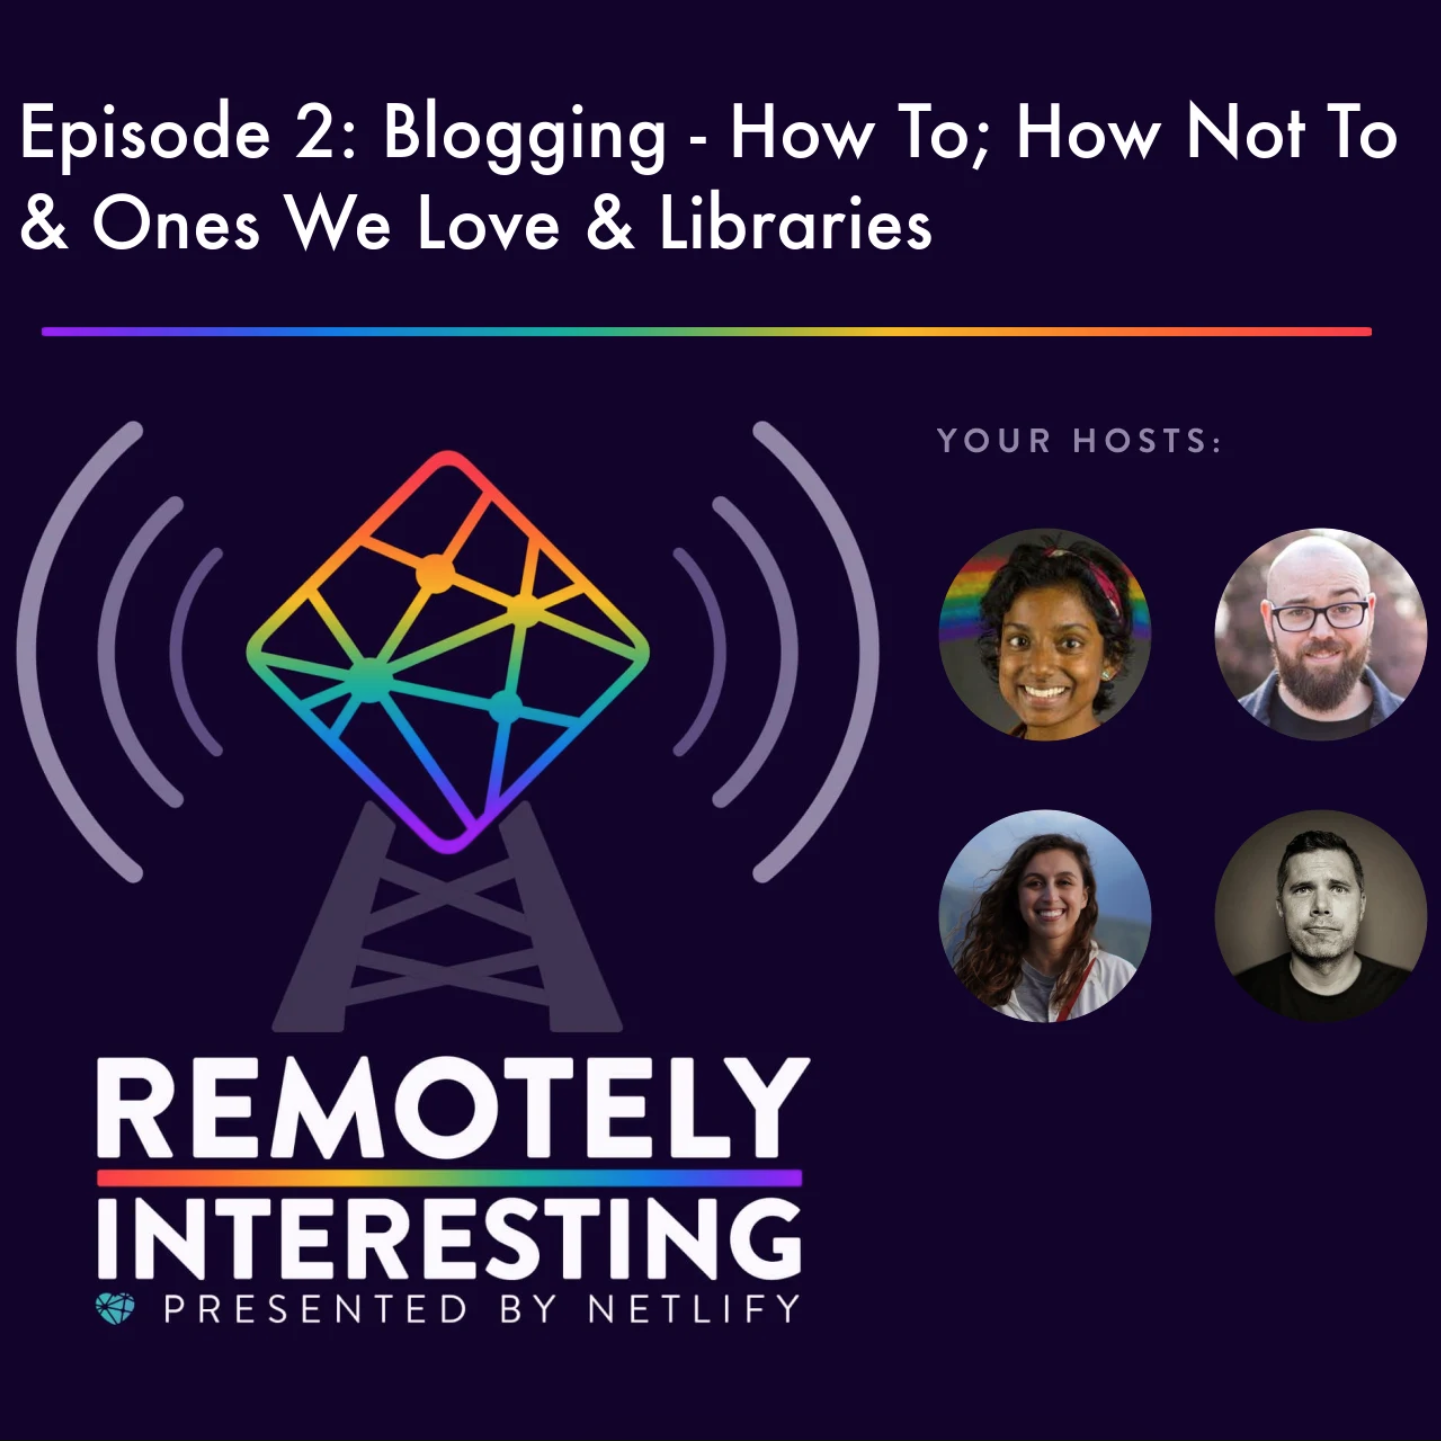 Episode 2: Blogging - How To; How Not To
& Ones We Love & Libraries
YOUR HOSTS:
REMOTELY
INTERESTING
PRESENTED BY NETLIFY